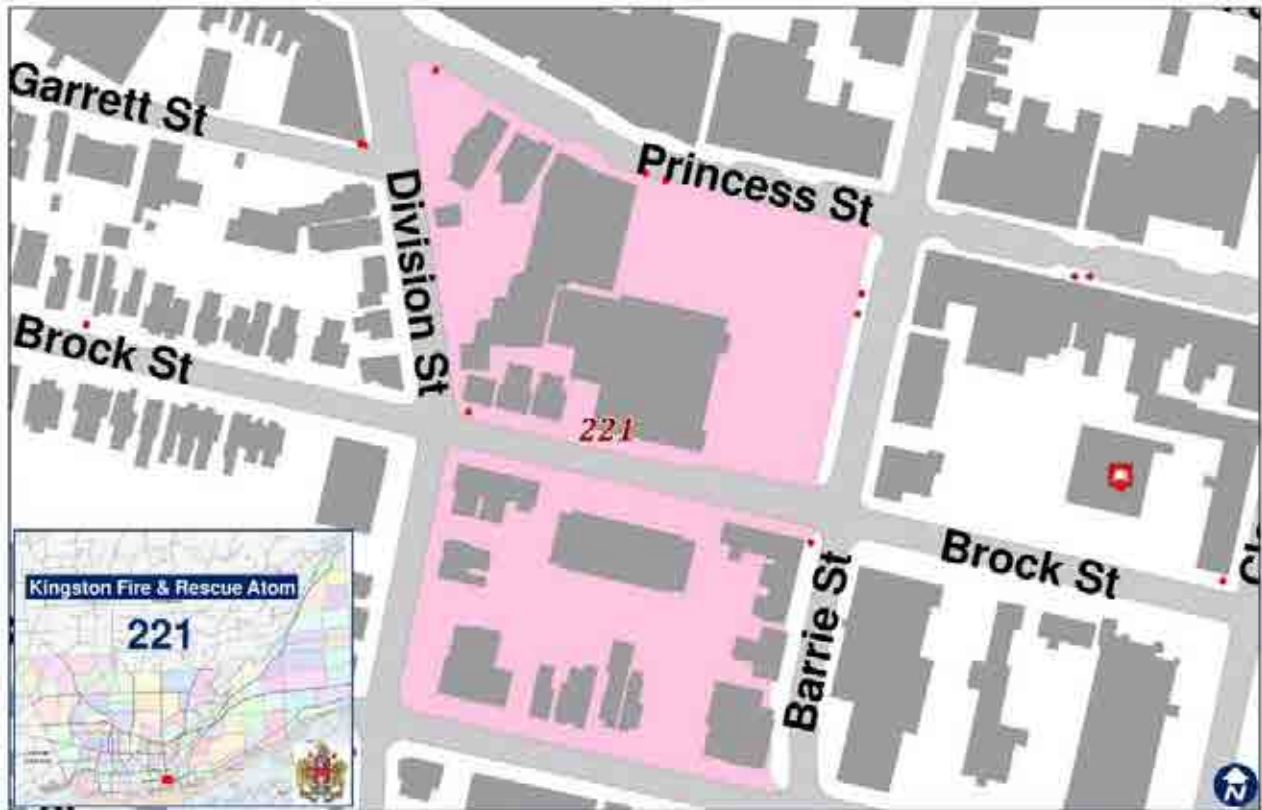 Garrett St
Princess St
Division St
Brock St
221
Brock St
Barrie St
Kingston Fire & Rescue Atom
221
N